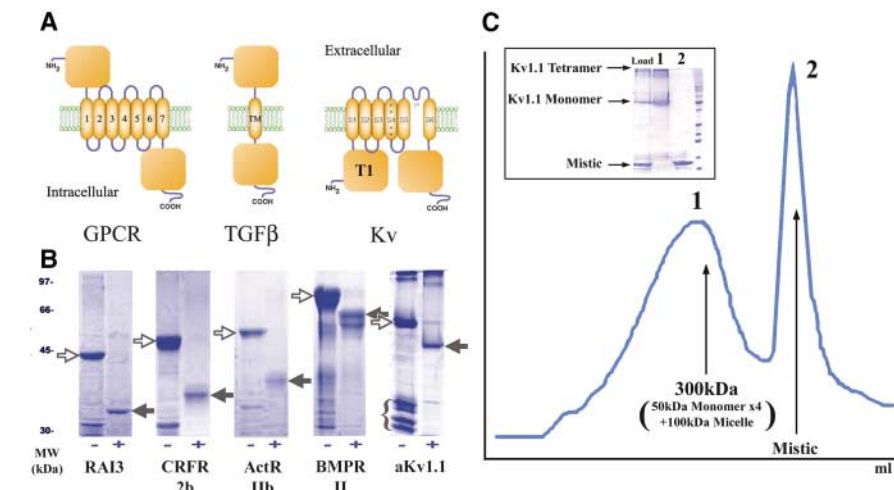 A
NH2
Extracellular
1 2 3 4 5 6 7
COOH
Intracellular
GPCR
NH2
TM
COOH
TGFβ
S1 S2 S3 S4 S5 S6
T1
NH2
COOH
Kv
B
97-
66-
45-
30-
MW
(kDa)
- +
RAI3
- +
CRFR
2b
- +
ActR
IIb
- +
BMPR
II
- +
aKv1.1
C
Load 1 2
Kv1.1 Tetramer
Kv1.1 Monomer
Mistic
1
2
300kDa
(50kDa Monomer x4
+100kDa Micelle)
Mistic
ml